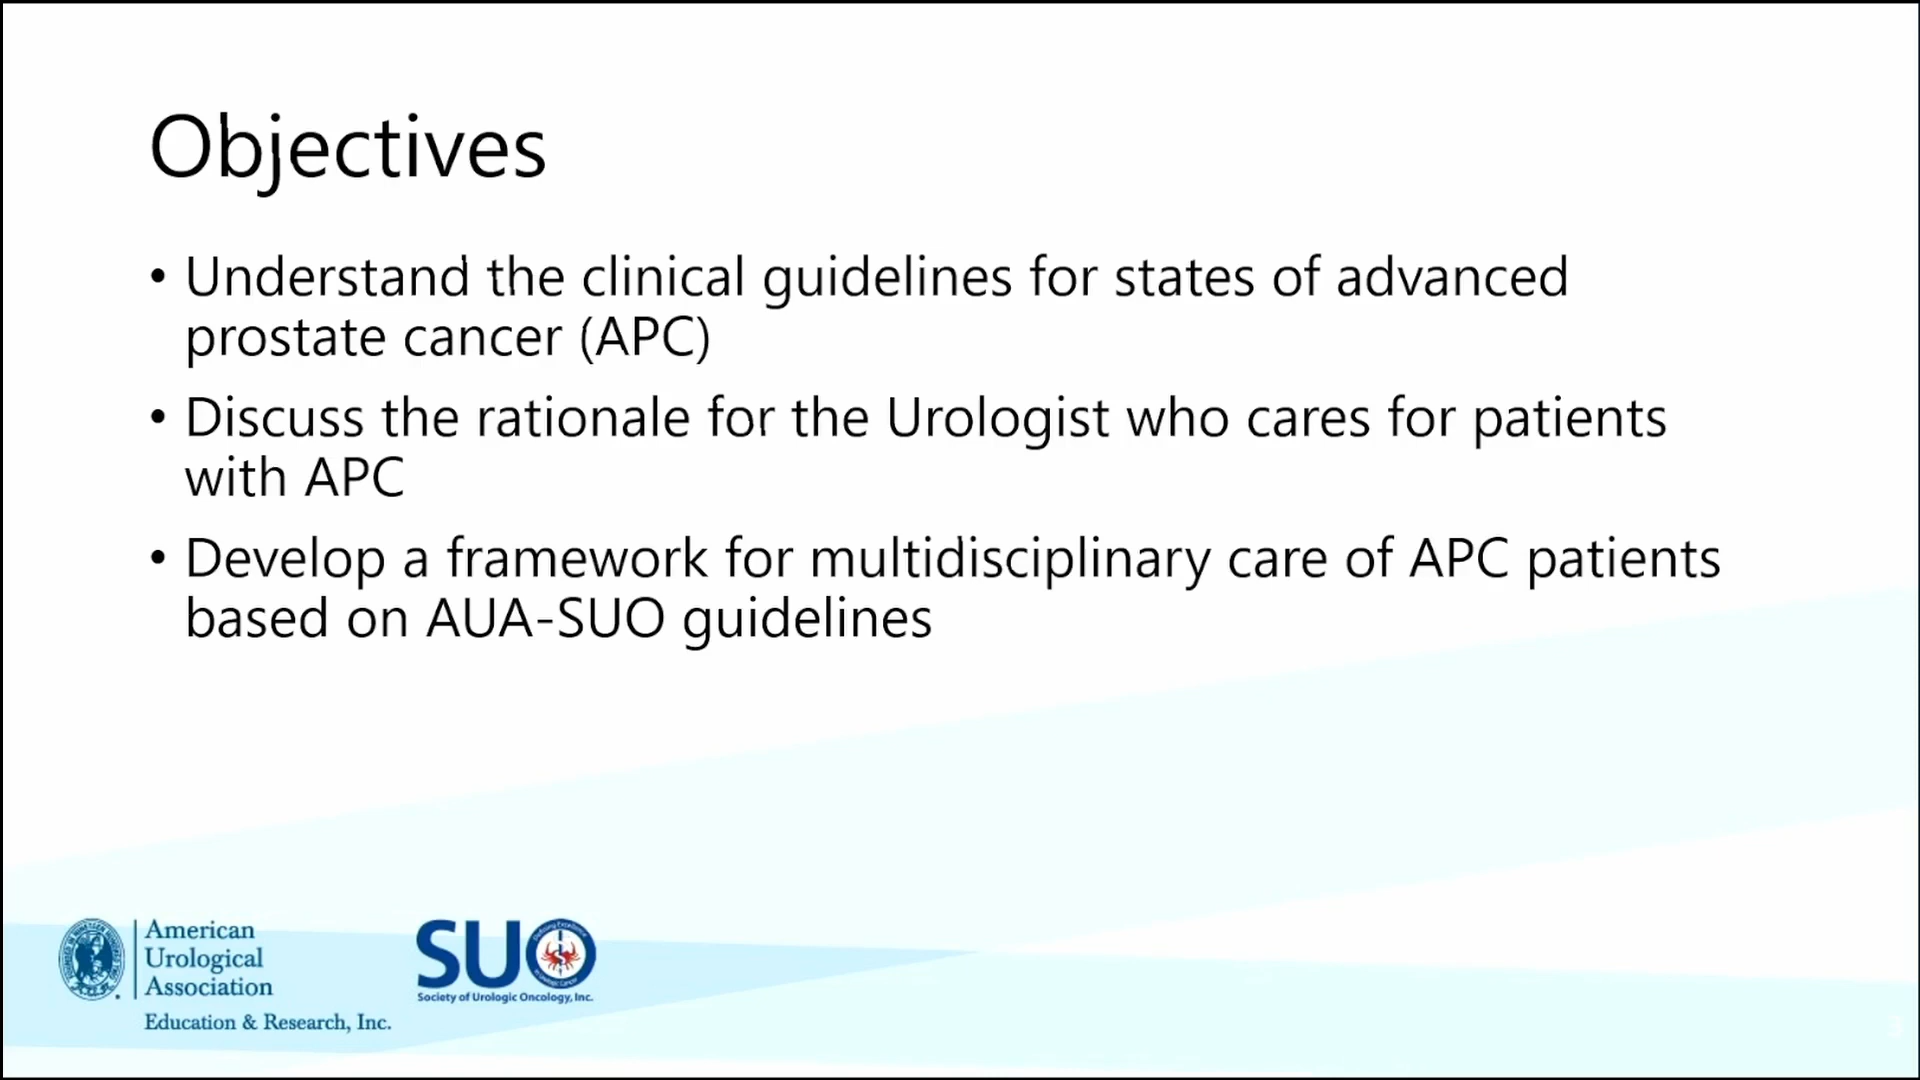 Objectives
• Understand the clinical guidelines for states of advanced
prostate cancer (APC)
• Discuss the rationale for the Urologist who cares for patients
with APC
• Develop a framework for multidisciplinary care of APC patients
based on AUA-SUO guidelines
American
Urological
Association
Education & Research, Inc.
SUO
Society of Urologic Oncology, Inc.
3